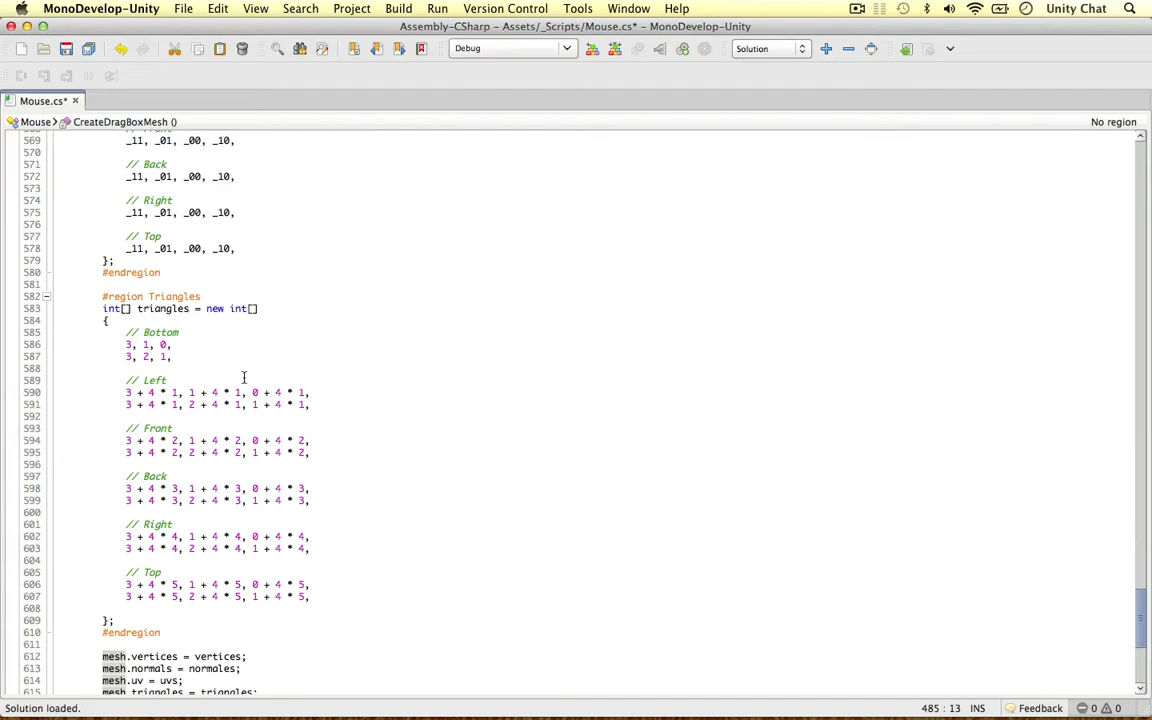 MonoDevelop-Unity File Edit View Search Project Build Run Version Control Tools Window Help Unity Chat
Assembly-CSharp - Assets/_Scripts/Mouse.cs* - MonoDevelop-Unity
Debug Solution
Mouse.cs* ×
Mouse CreateDragBoxMesh () No region
569 _11, _01, _00, _10,
570
571 // Back
572 _11, _01, _00, _10,
573
574 // Right
575 _11, _01, _00, _10,
576
577 // Top
578 _11, _01, _00, _10,
579 };
580 #endregion
581
582 #region Triangles
583 int[] triangles = new int[]
584 {
585 // Bottom
586 3, 1, 0,
587 3, 2, 1,
588
589 // Left
590 3 + 4 * 1, 1 + 4 * 1, 0 + 4 * 1,
591 3 + 4 * 1, 2 + 4 * 1, 1 + 4 * 1,
592
593 // Front
594 3 + 4 * 2, 1 + 4 * 2, 0 + 4 * 2,
595 3 + 4 * 2, 2 + 4 * 2, 1 + 4 * 2,
596
597 // Back
598 3 + 4 * 3, 1 + 4 * 3, 0 + 4 * 3,
599 3 + 4 * 3, 2 + 4 * 3, 1 + 4 * 3,
600
601 // Right
602 3 + 4 * 4, 1 + 4 * 4, 0 + 4 * 4,
603 3 + 4 * 4, 2 + 4 * 4, 1 + 4 * 4,
604
605 // Top
606 3 + 4 * 5, 1 + 4 * 5, 0 + 4 * 5,
607 3 + 4 * 5, 2 + 4 * 5, 1 + 4 * 5,
608
609 };
610 #endregion
611
612 mesh.vertices = vertices;
613 mesh.normals = normales;
614 mesh.uv = uvs;
615 mesh.triangles = triangles;
Solution loaded. 485 : 13 INS Feedback 0 0